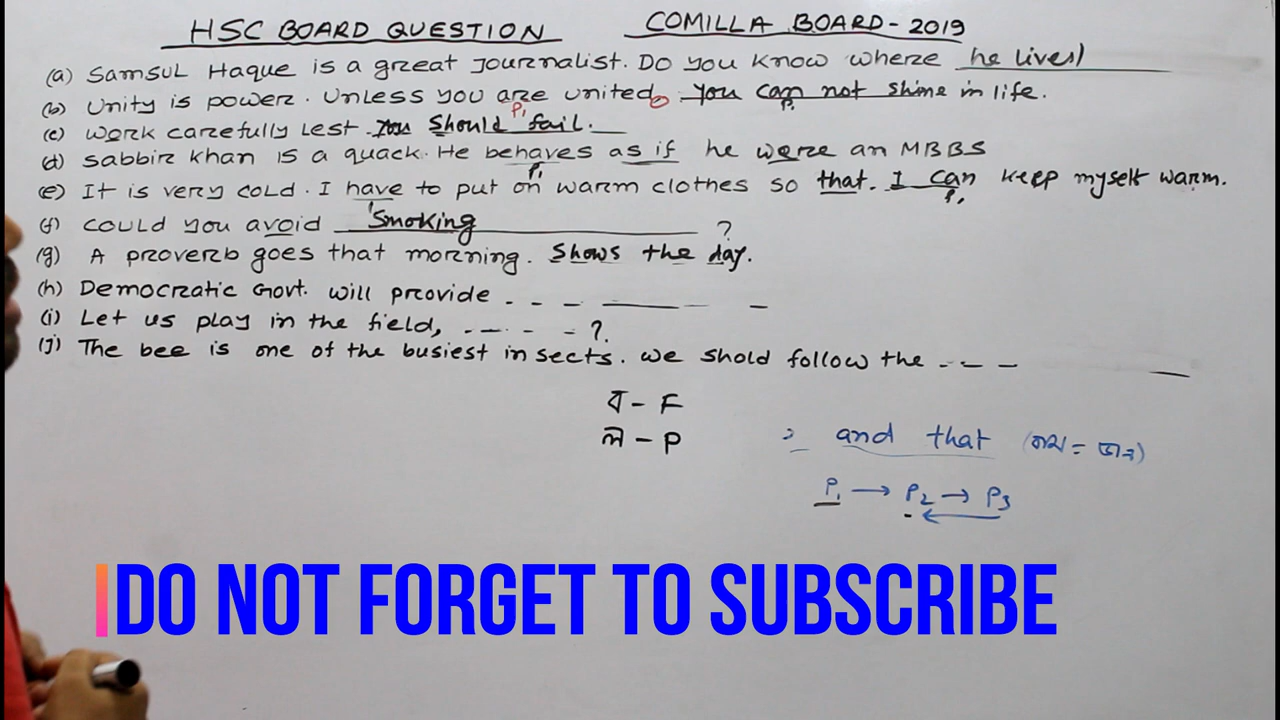 HSC BOARD QUESTION COMILLA BOARD-2019
(a) Samsul Haque is a great Journalist. Do you know where he lives?
(b) Unity is power. Unless you are united, you can not shine in life.
P1 P1
(c) Work carefully lest you should fail.
(d) Sabbir khan is a quack. He behaves as if he were an MBBS
P1
(e) It is very cold. I have to put on warm clothes so that. I can keep myself warm.
P1
(f) Could you avoid smoking ?
(g) A proverb goes that morning. shows the day.
(h) Democratic Govt. will provide - - - ___ _
(i) Let us play in the field, - - - - - ?.
(j) The bee is one of the busiest insects. We shold follow the - - - _
ব - F
ল - P
and that
P1 → P2 → P3
DO NOT FORGET TO SUBSCRIBE